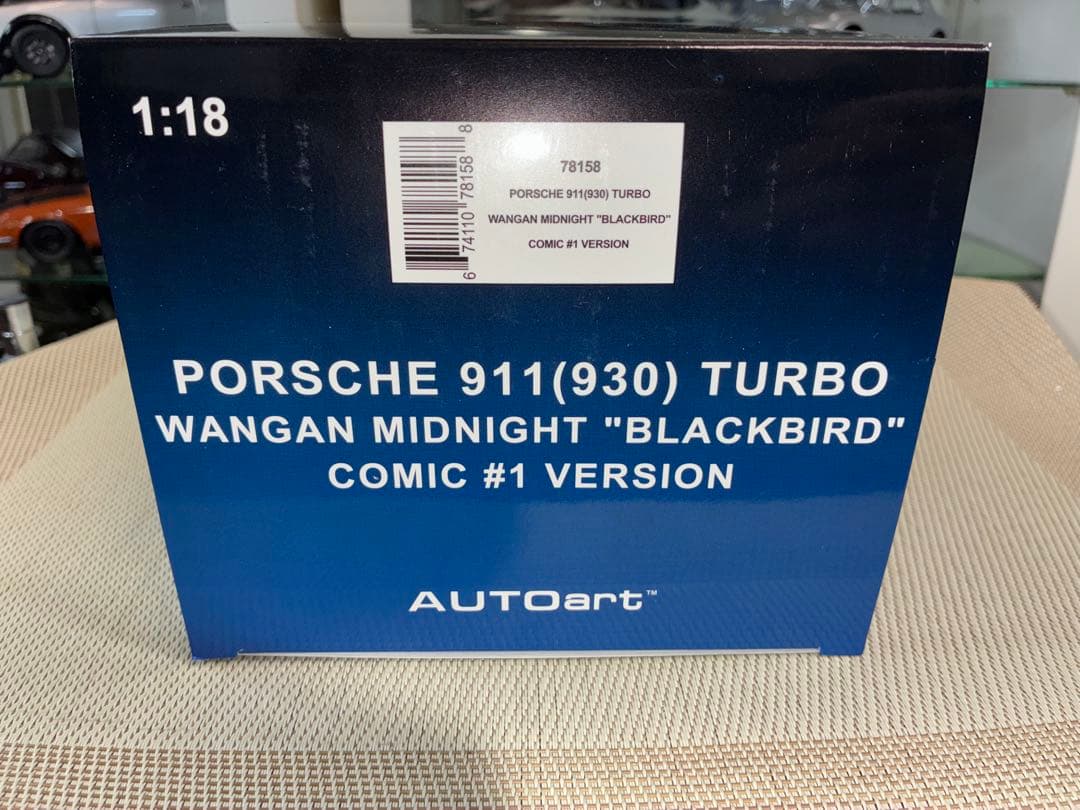 1:18
6 74110 78158 8
78158
PORSCHE 911(930) TURBO
WANGAN MIDNIGHT "BLACKBIRD"
COMIC #1 VERSION
PORSCHE 911(930) TURBO
WANGAN MIDNIGHT "BLACKBIRD"
COMIC #1 VERSION
AUTOart™